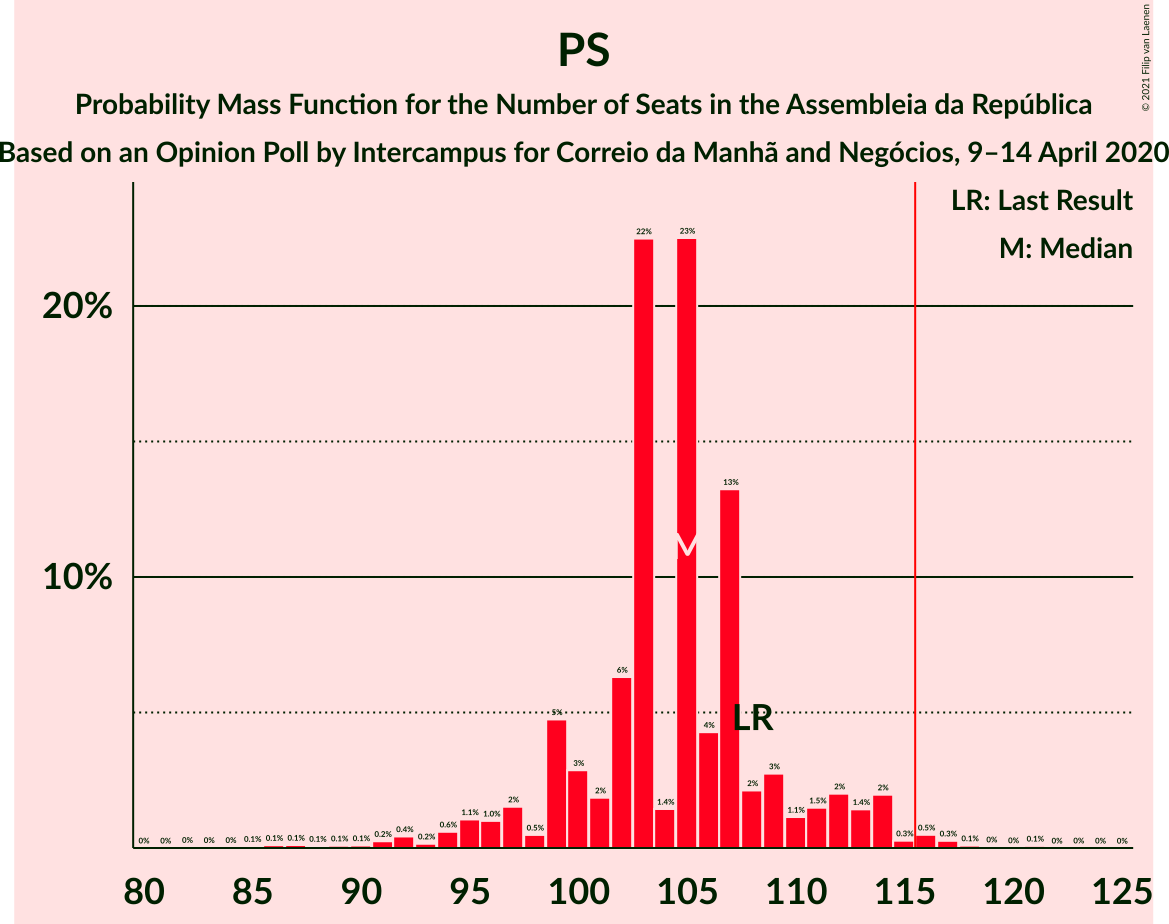 PS
Probability Mass Function for the Number of Seats in the Assembleia da República
Based on an Opinion Poll by Intercampus for Correio da Manhã and Negócios, 9–14 April 2020
© 2021 Filip van Laenen
LR: Last Result
M: Median
20%
10%
0% 0% 0% 0% 0% 0.1% 0.1% 0.1% 0.1% 0.1% 0.1% 0.2% 0.4% 0.2% 0.6% 1.1% 1.0% 2% 0.5% 5% 3% 2% 6% 22% 1.4% 23% 4% 13% 2% 3% 1.1% 1.5% 2% 1.4% 2% 0.3% 0.5% 0.3% 0.1% 0% 0% 0.1% 0% 0% 0% 0%
M
LR
80 85 90 95 100 105 110 115 120 125